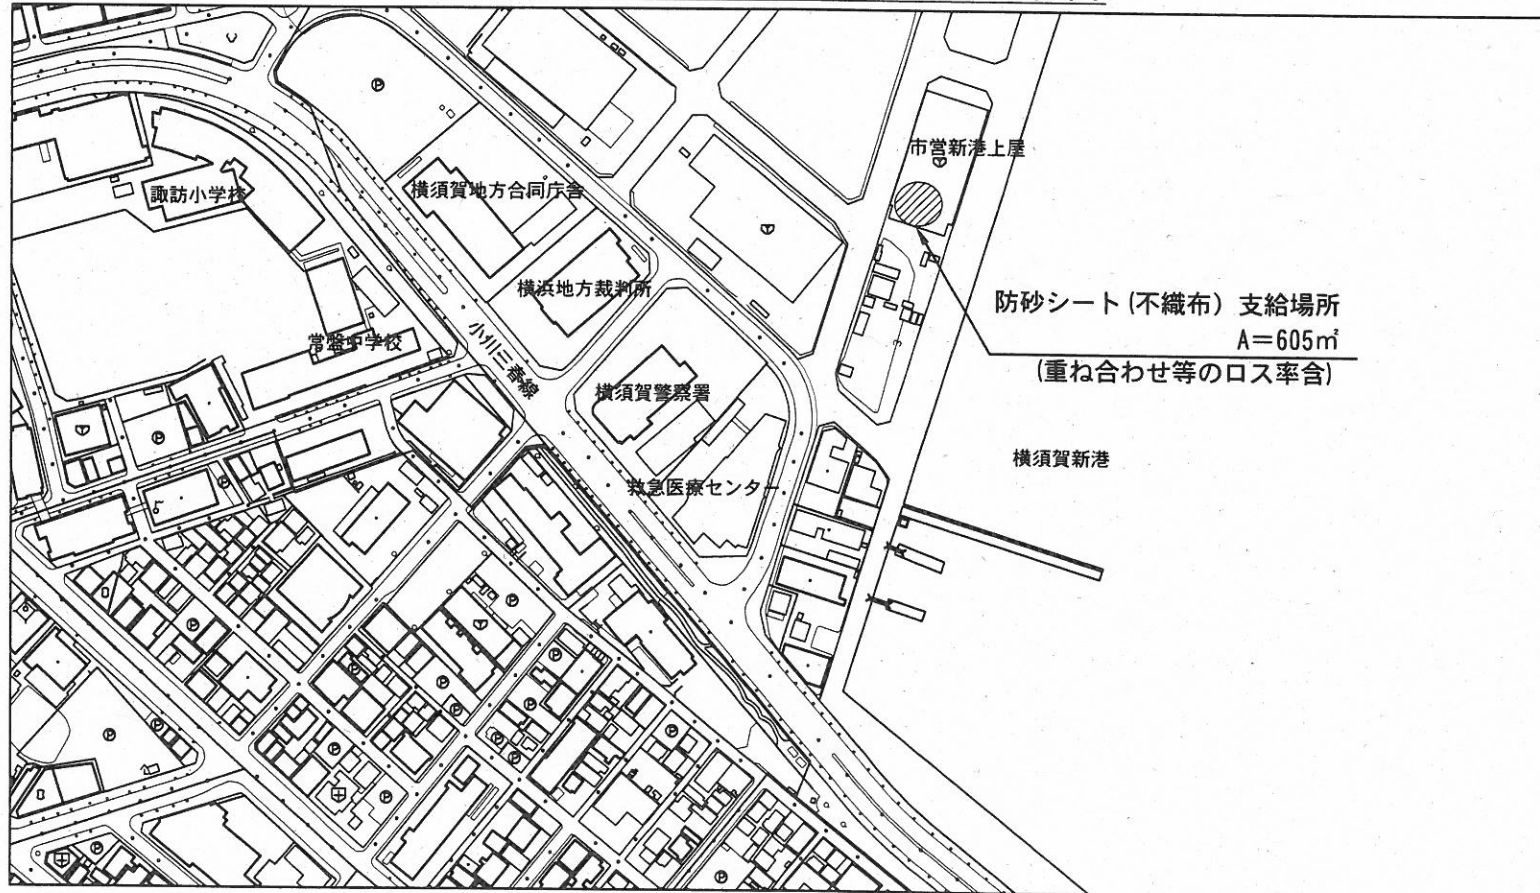 市営新港上屋
諏訪小学校
横須賀地方合同庁舎
横浜地方裁判所
防砂シート(不織布) 支給場所
A=605㎡
(重ね合わせ等のロス率含)
常盤中学校
小川三春線
横須賀警察署
横須賀新港
救急医療センター